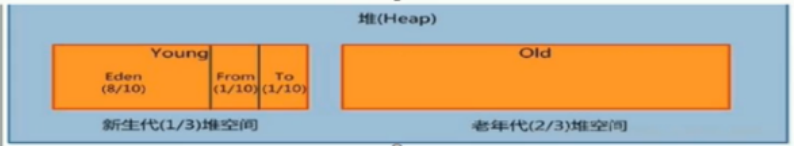 堆(Heap)
Young
Eden
(8/10)
From
(1/10)
To
(1/10)
Old
新生代(1/3)堆空间
老年代(2/3)堆空间